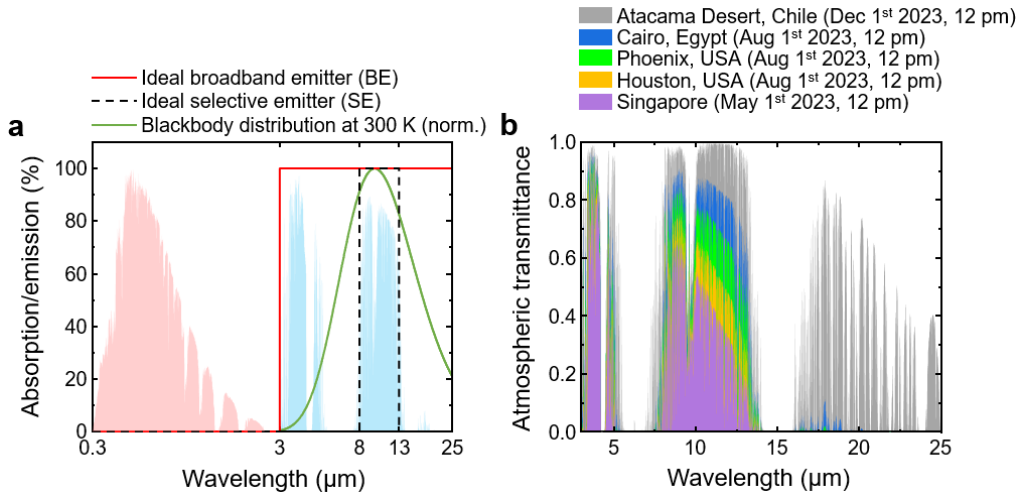 Atacama Desert, Chile (Dec 1st 2023, 12 pm)
Cairo, Egypt (Aug 1st 2023, 12 pm)
Phoenix, USA (Aug 1st 2023, 12 pm)
Houston, USA (Aug 1st 2023, 12 pm)
Singapore (May 1st 2023, 12 pm)
Ideal broadband emitter (BE)
Ideal selective emitter (SE)
Blackbody distribution at 300 K (norm.)
a
Absorption/emission (%)
100
80
60
40
20
0
0.3
3
8
13
25
Wavelength (μm)
b
Atmospheric transmittance
1.0
0.8
0.6
0.4
0.2
0.0
5
10
15
20
25
Wavelength (μm)